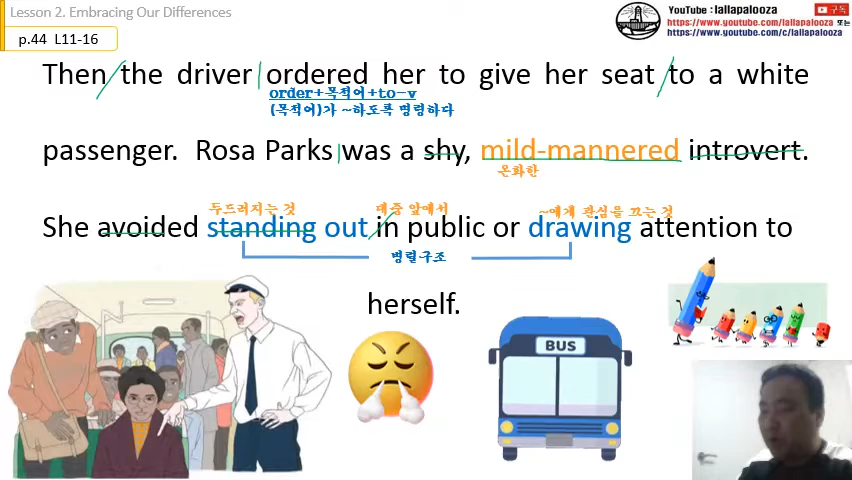 Lesson 2. Embracing Our Differences
p.44 L11-16
YouTube : lallapalooza
구독
https://www.youtube.com/lallapalooza 또는
https://www.youtube.com/c/lallapalooza
Then the driver ordered her to give her seat to a white
order+목적어+to-v
(목적어)가 ~하도록 명령하다
passenger. Rosa Parks was a shy, mild-mannered introvert.
온화한
두드러지는 것 대중 앞에서 ~에게 관심을 끄는 것
She avoided standing out in public or drawing attention to
병렬구조
herself.
BUS